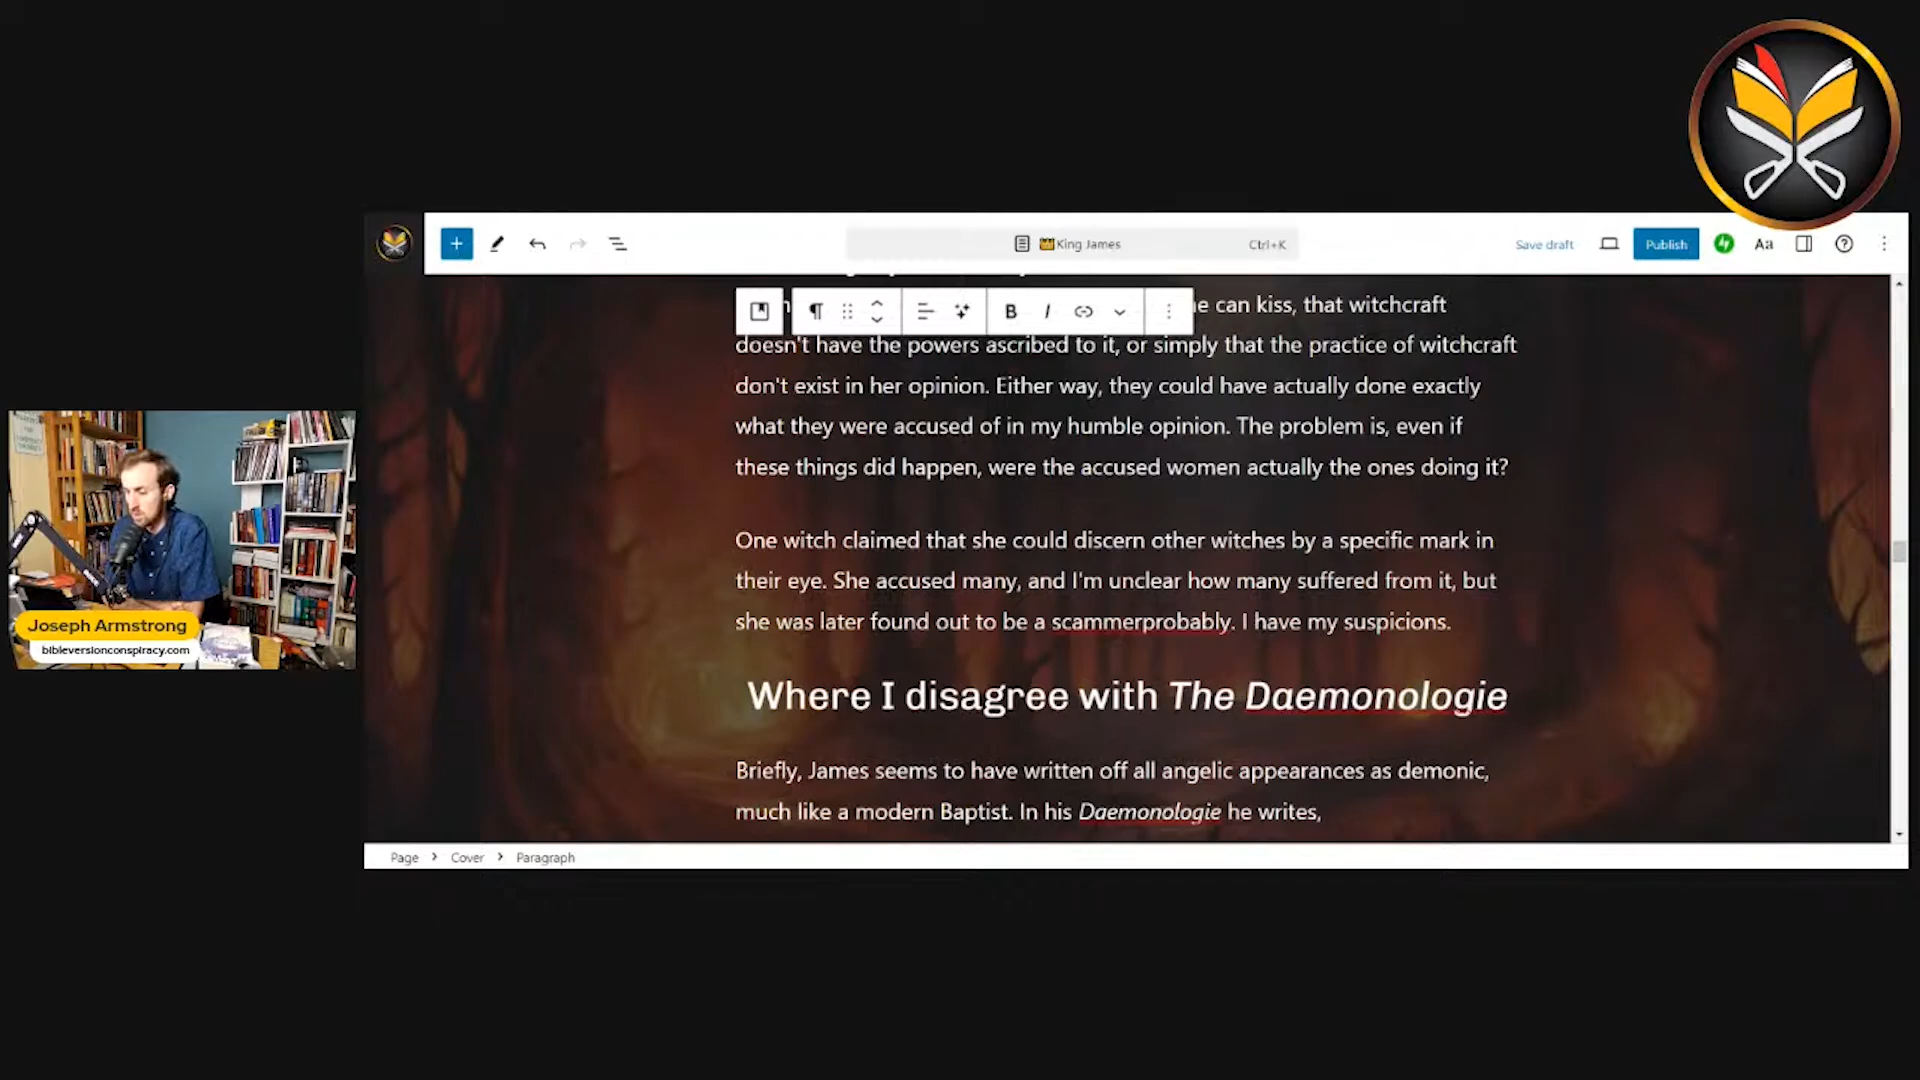 King James
Ctrl+K
Save draft
Publish
Aa
B I
e can kiss, that witchcraft
doesn't have the powers ascribed to it, or simply that the practice of witchcraft
don't exist in her opinion. Either way, they could have actually done exactly
what they were accused of in my humble opinion. The problem is, even if
these things did happen, were the accused women actually the ones doing it?
One witch claimed that she could discern other witches by a specific mark in
their eye. She accused many, and I'm unclear how many suffered from it, but
she was later found out to be a scammerprobably. I have my suspicions.
Where I disagree with The Daemonologie
Briefly, James seems to have written off all angelic appearances as demonic,
much like a modern Baptist. In his Daemonologie he writes,
Page > Cover > Paragraph
Joseph Armstrong
bibleversionconspiracy.com